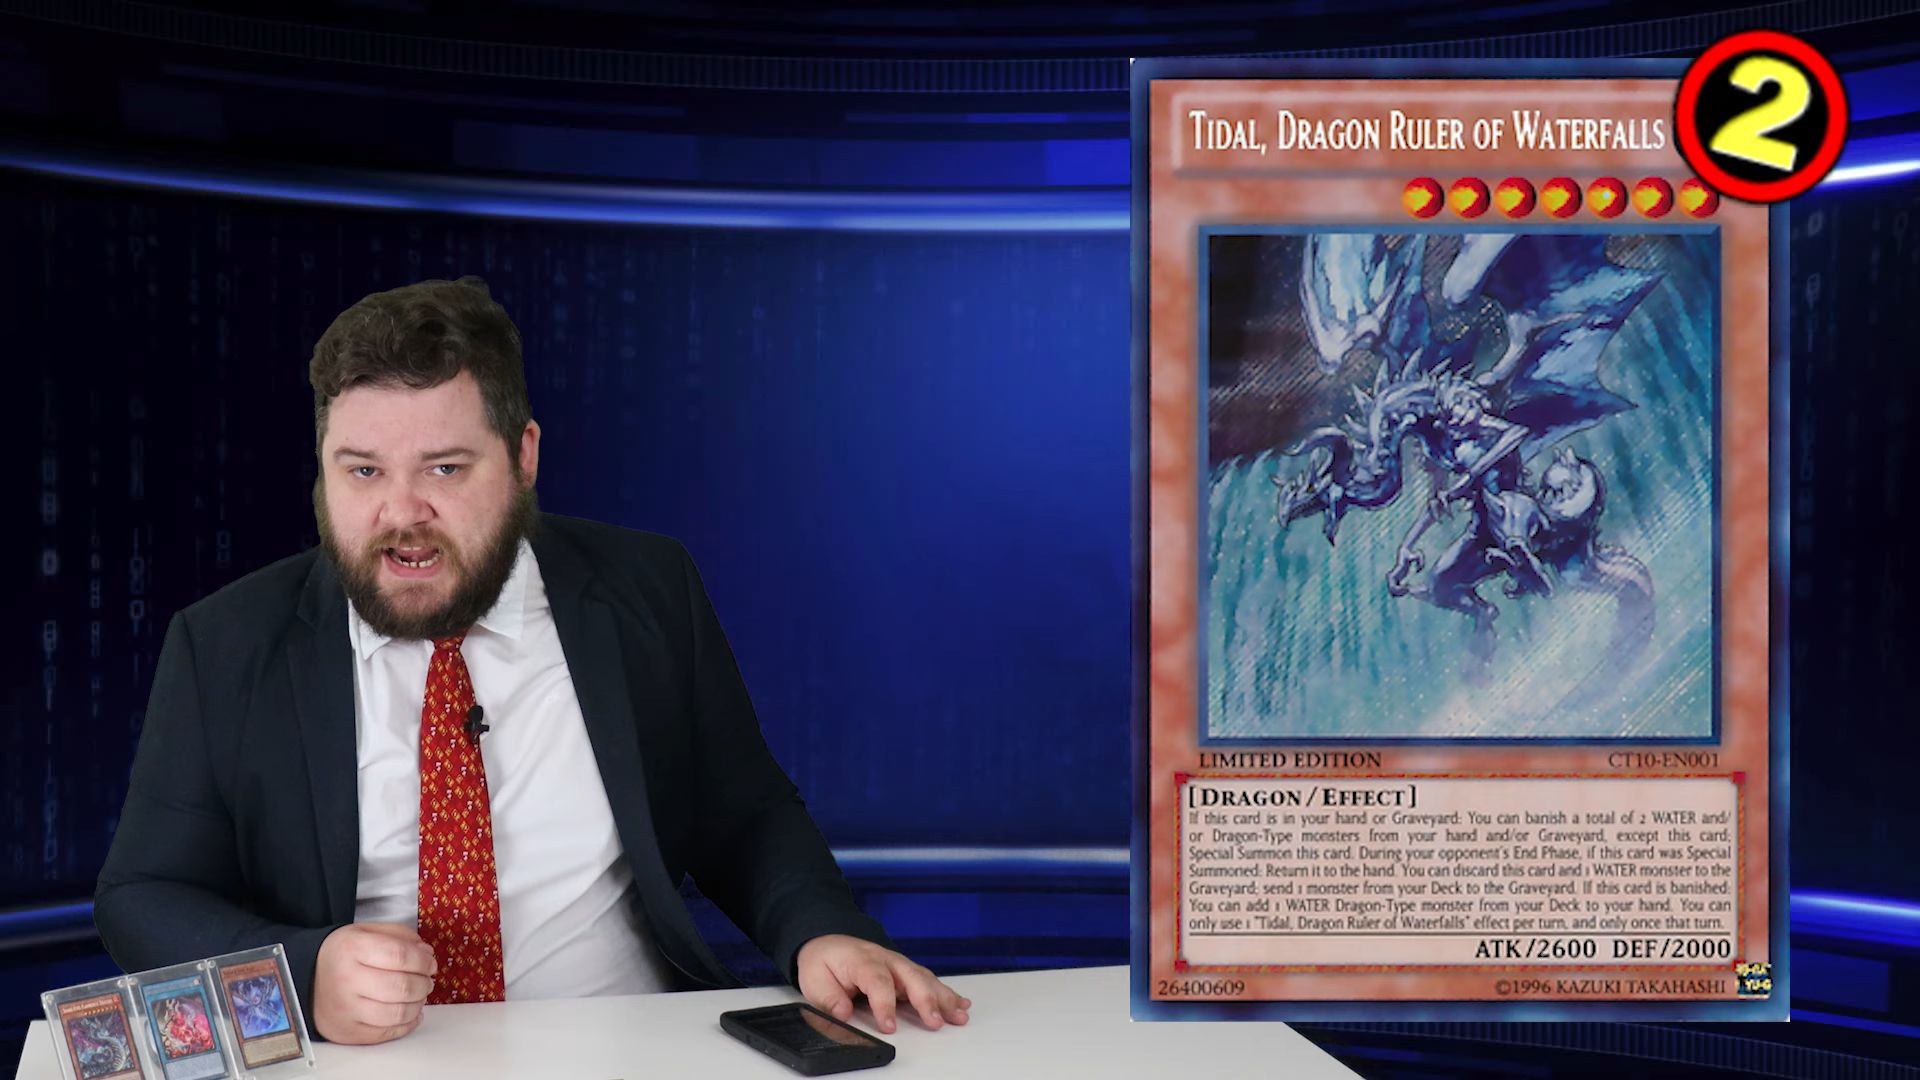 2
TIDAL, DRAGON RULER OF WATERFALLS
LIMITED EDITION CT10-EN001
[DRAGON/EFFECT]
If this card is in your hand or Graveyard: You can banish a total of 2 WATER and/
or Dragon-Type monsters from your hand and/or Graveyard, except this card;
Special Summon this card. During your opponent's End Phase, if this card was Special
Summoned: Return it to the hand. You can discard this card and 1 WATER monster to the
Graveyard; send 1 monster from your Deck to the Graveyard. If this card is banished:
You can add 1 WATER Dragon-Type monster from your Deck to your hand. You can
only use 1 "Tidal, Dragon Ruler of Waterfalls" effect per turn, and only once that turn.
ATK/2600 DEF/2000
26400609 ©1996 KAZUKI TAKAHASHI